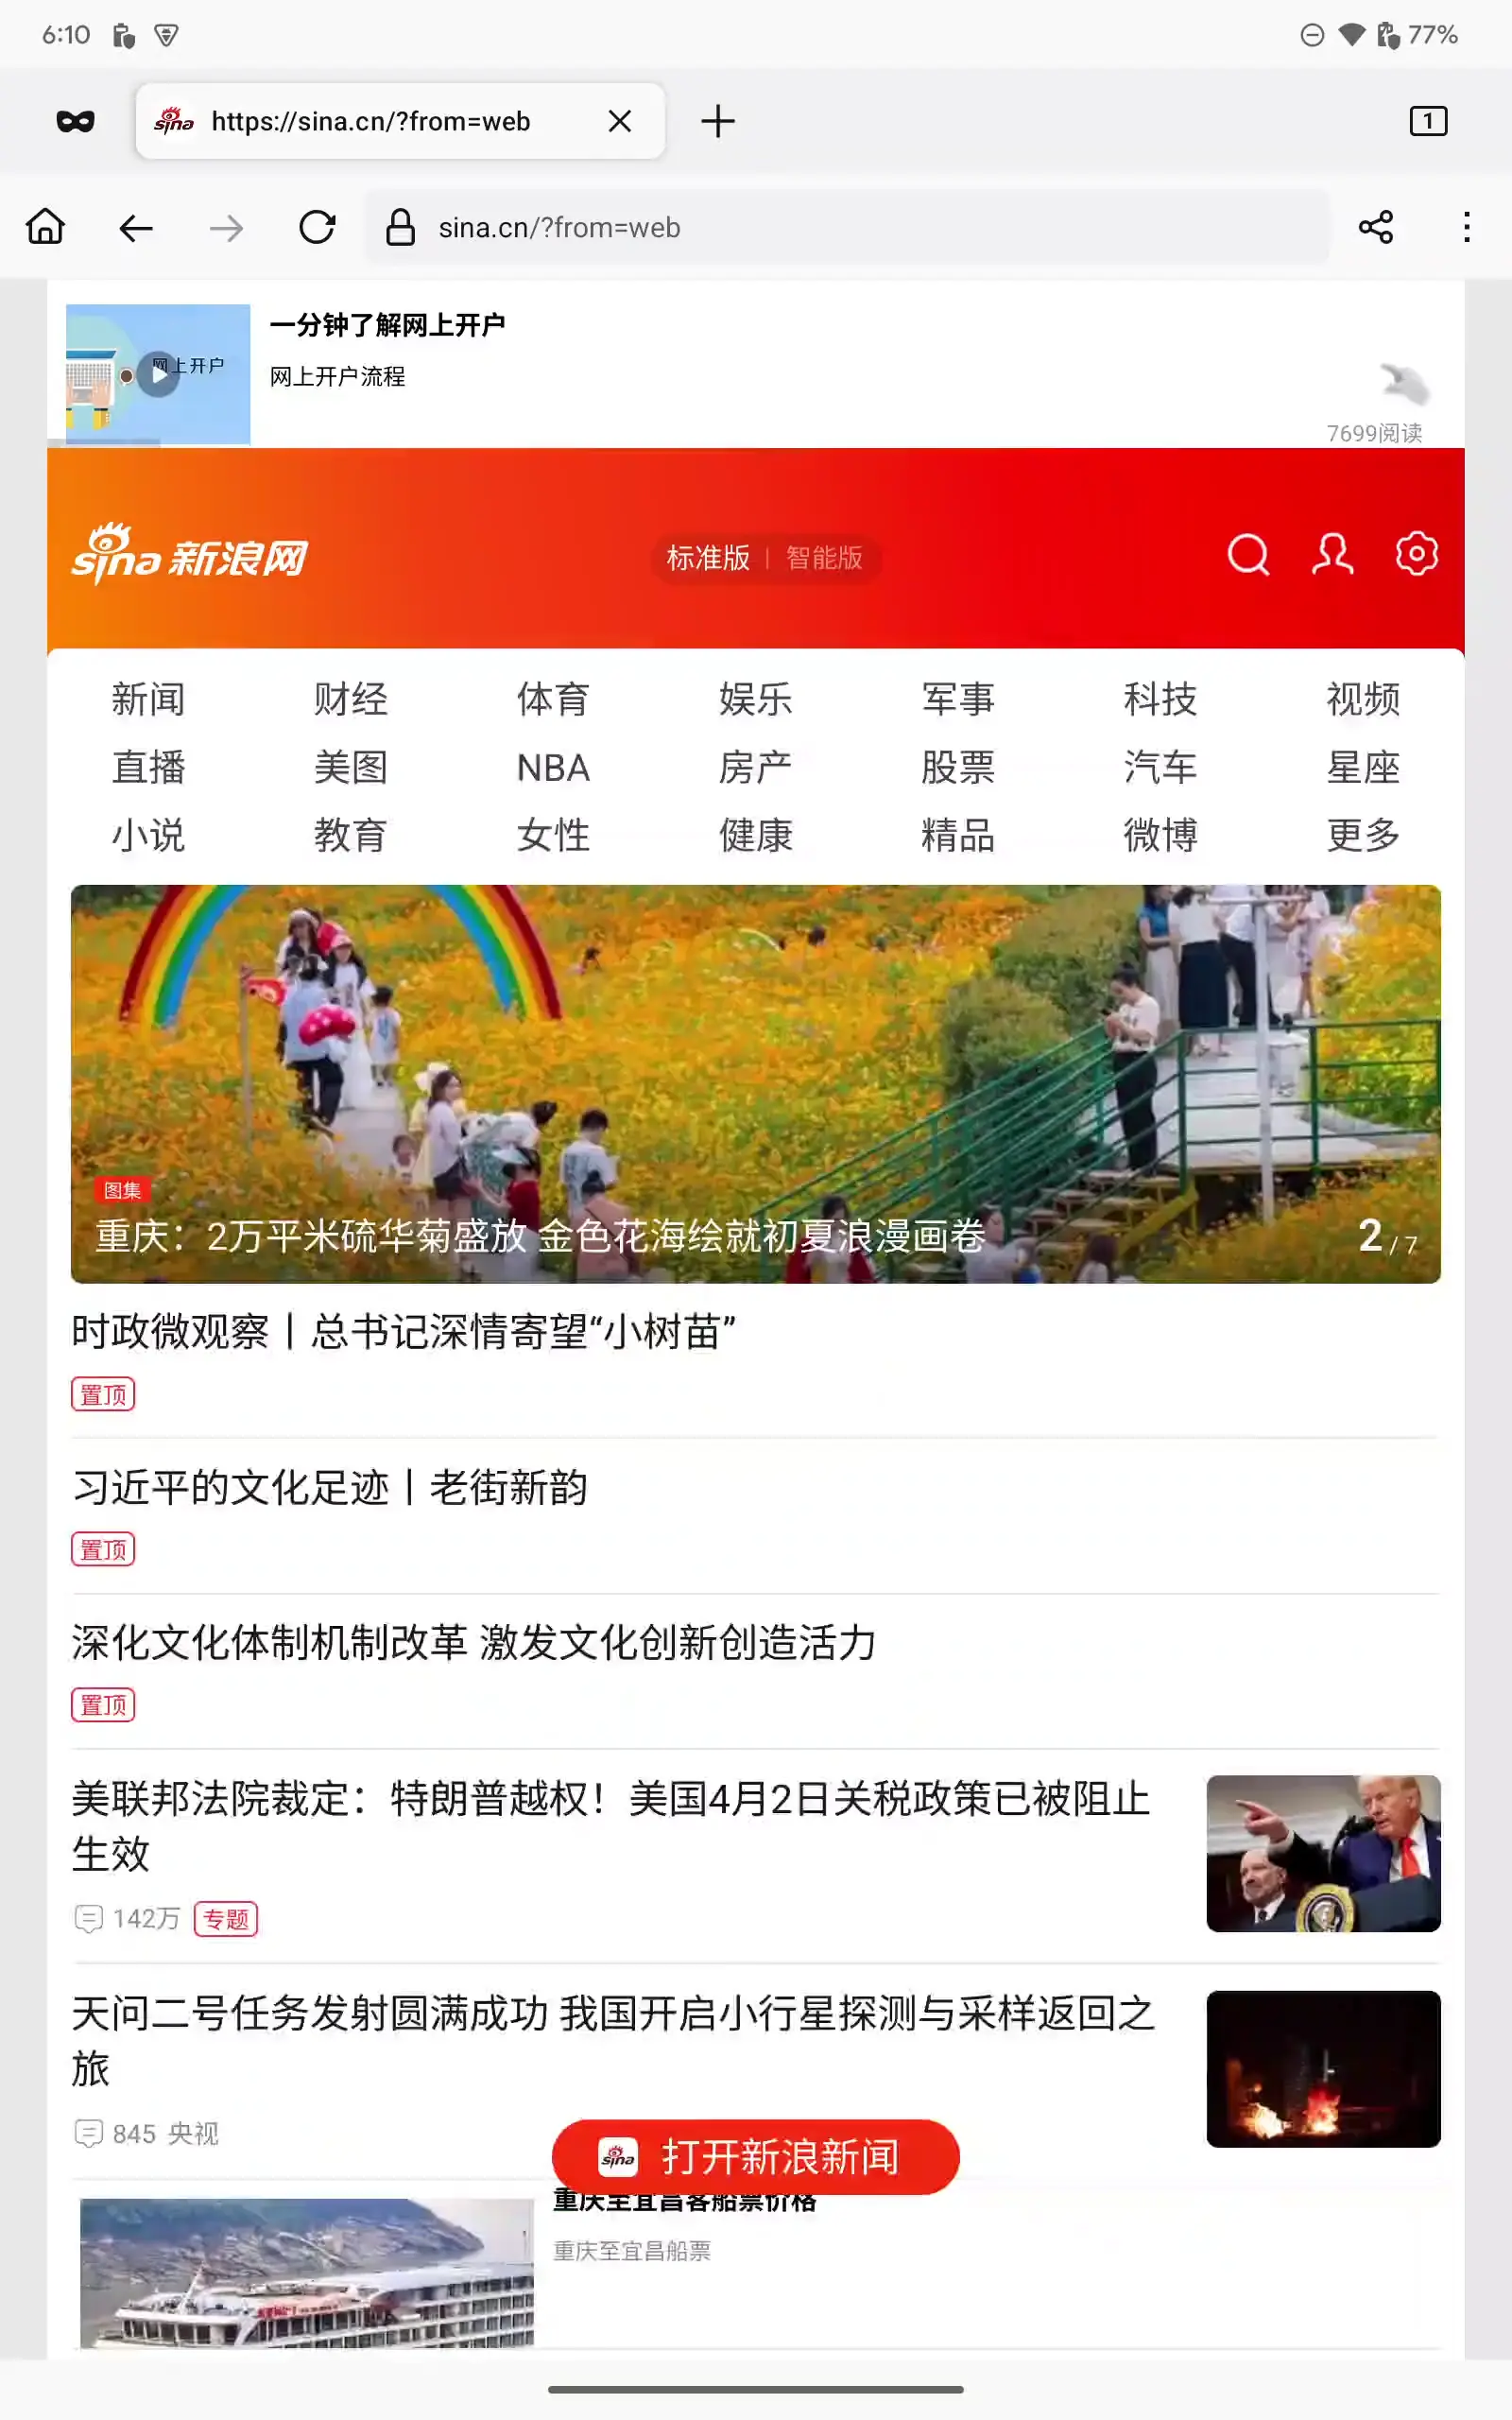 6:10
77%
https://sina.cn/?from=web
1
sina.cn/?from=web
网上开户
一分钟了解网上开户
网上开户流程
7699阅读
sina 新浪网
标准版 | 智能版
新闻 财经 体育 娱乐 军事 科技 视频
直播 美图 NBA 房产 股票 汽车 星座
小说 教育 女性 健康 精品 微博 更多
图集
重庆：2万平米硫华菊盛放 金色花海绘就初夏浪漫画卷 2 / 7
时政微观察丨总书记深情寄望“小树苗”
置顶
习近平的文化足迹丨老街新韵
置顶
深化文化体制机制改革 激发文化创新创造活力
置顶
美联邦法院裁定：特朗普越权！美国4月2日关税政策已被阻止
生效
142万 专题
天问二号任务发射圆满成功 我国开启小行星探测与采样返回之
旅
845 央视
sina 打开新浪新闻
重庆至宜昌客船票价格
重庆至宜昌船票